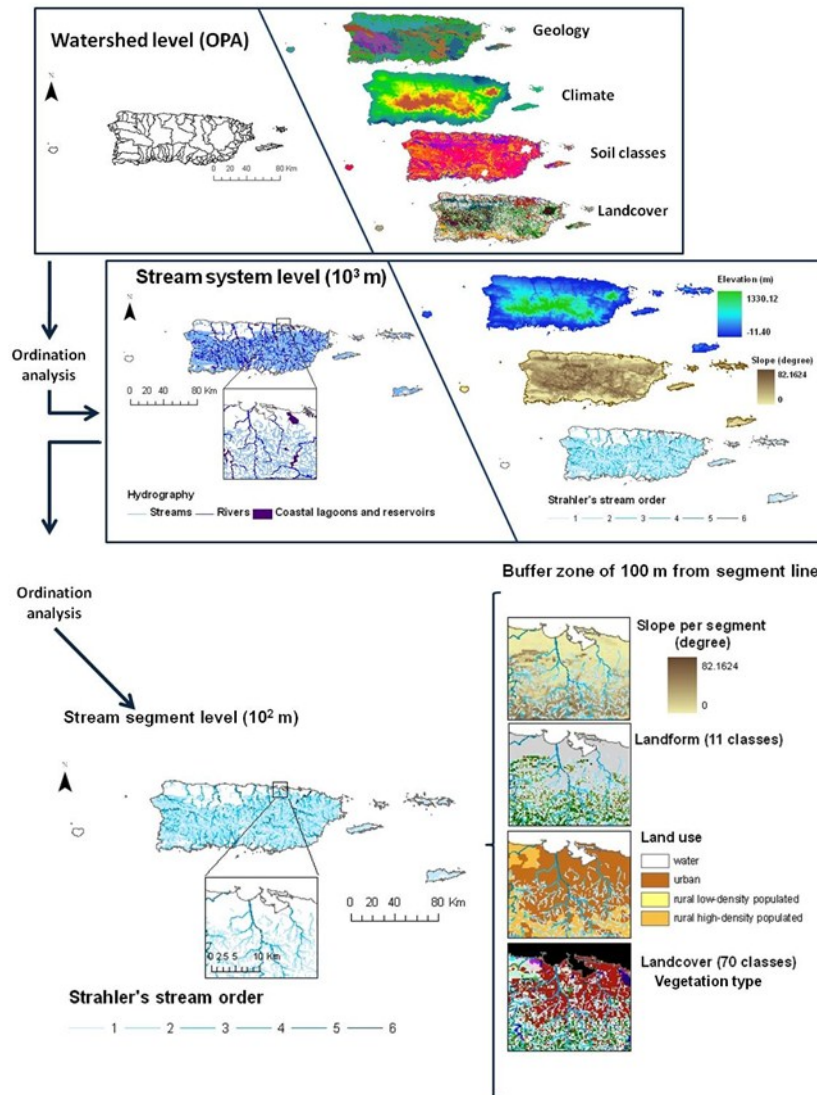 Watershed level (OPA)
N
0 20 40 80 Km
Geology
Climate
Soil classes
Landcover
Ordination
analysis
Stream system level (10³ m)
N
0 20 40 80 Km
Hydrography
Streams Rivers Coastal lagoons and reservoirs
Elevation (m)
1330.12
-11.40
Slope (degree)
82.1624
0
Strahler's stream order
1 2 3 4 5 6
Ordination
analysis
Stream segment level (10² m)
N
0 2.5 5 10 Km
0 20 40 80 Km
Strahler's stream order
1 2 3 4 5 6
Buffer zone of 100 m from segment line
Slope per segment
(degree)
82.1624
0
Landform (11 classes)
Land use
water
urban
rural low-density populated
rural high-density populated
Landcover (70 classes)
Vegetation type